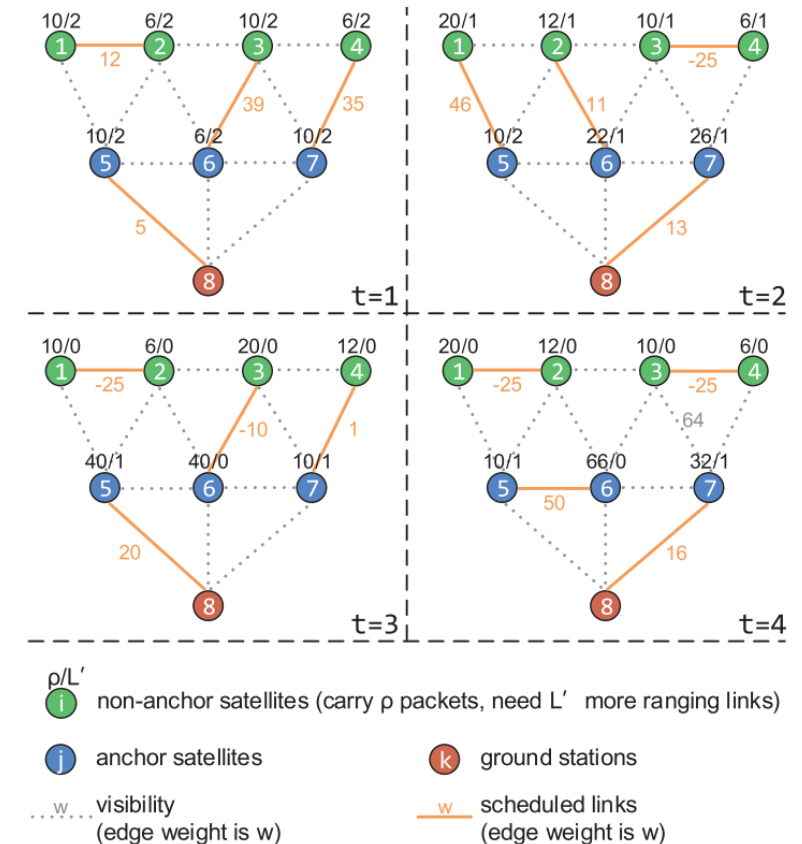 10/2 6/2 10/2 6/2
1 2 3 4
12
39 35
10/2 6/2 10/2
5 6 7
5
8
t=1
20/1 12/1 10/1 6/1
1 2 3 4
-25
46 11
10/2 22/1 26/1
5 6 7
13
8
t=2
10/0 6/0 20/0 12/0
1 2 3 4
-25
-10 1
40/1 40/0 10/1
5 6 7
20
8
t=3
20/0 12/0 10/0 6/0
1 2 3 4
-25 -25
64
10/1 66/0 32/1
5 6 7
50
16
8
t=4
ρ/L′
i non-anchor satellites (carry ρ packets, need L′ more ranging links)
j anchor satellites k ground stations
w visibility w scheduled links
(edge weight is w) (edge weight is w)